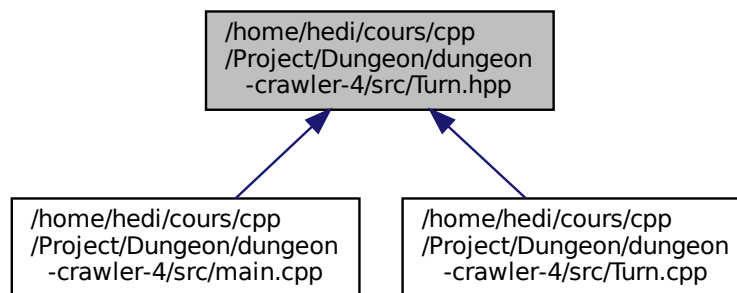 /home/hedi/cours/cpp
/Project/Dungeon/dungeon
-crawler-4/src/Turn.hpp
/home/hedi/cours/cpp
/Project/Dungeon/dungeon
-crawler-4/src/main.cpp
/home/hedi/cours/cpp
/Project/Dungeon/dungeon
-crawler-4/src/Turn.cpp